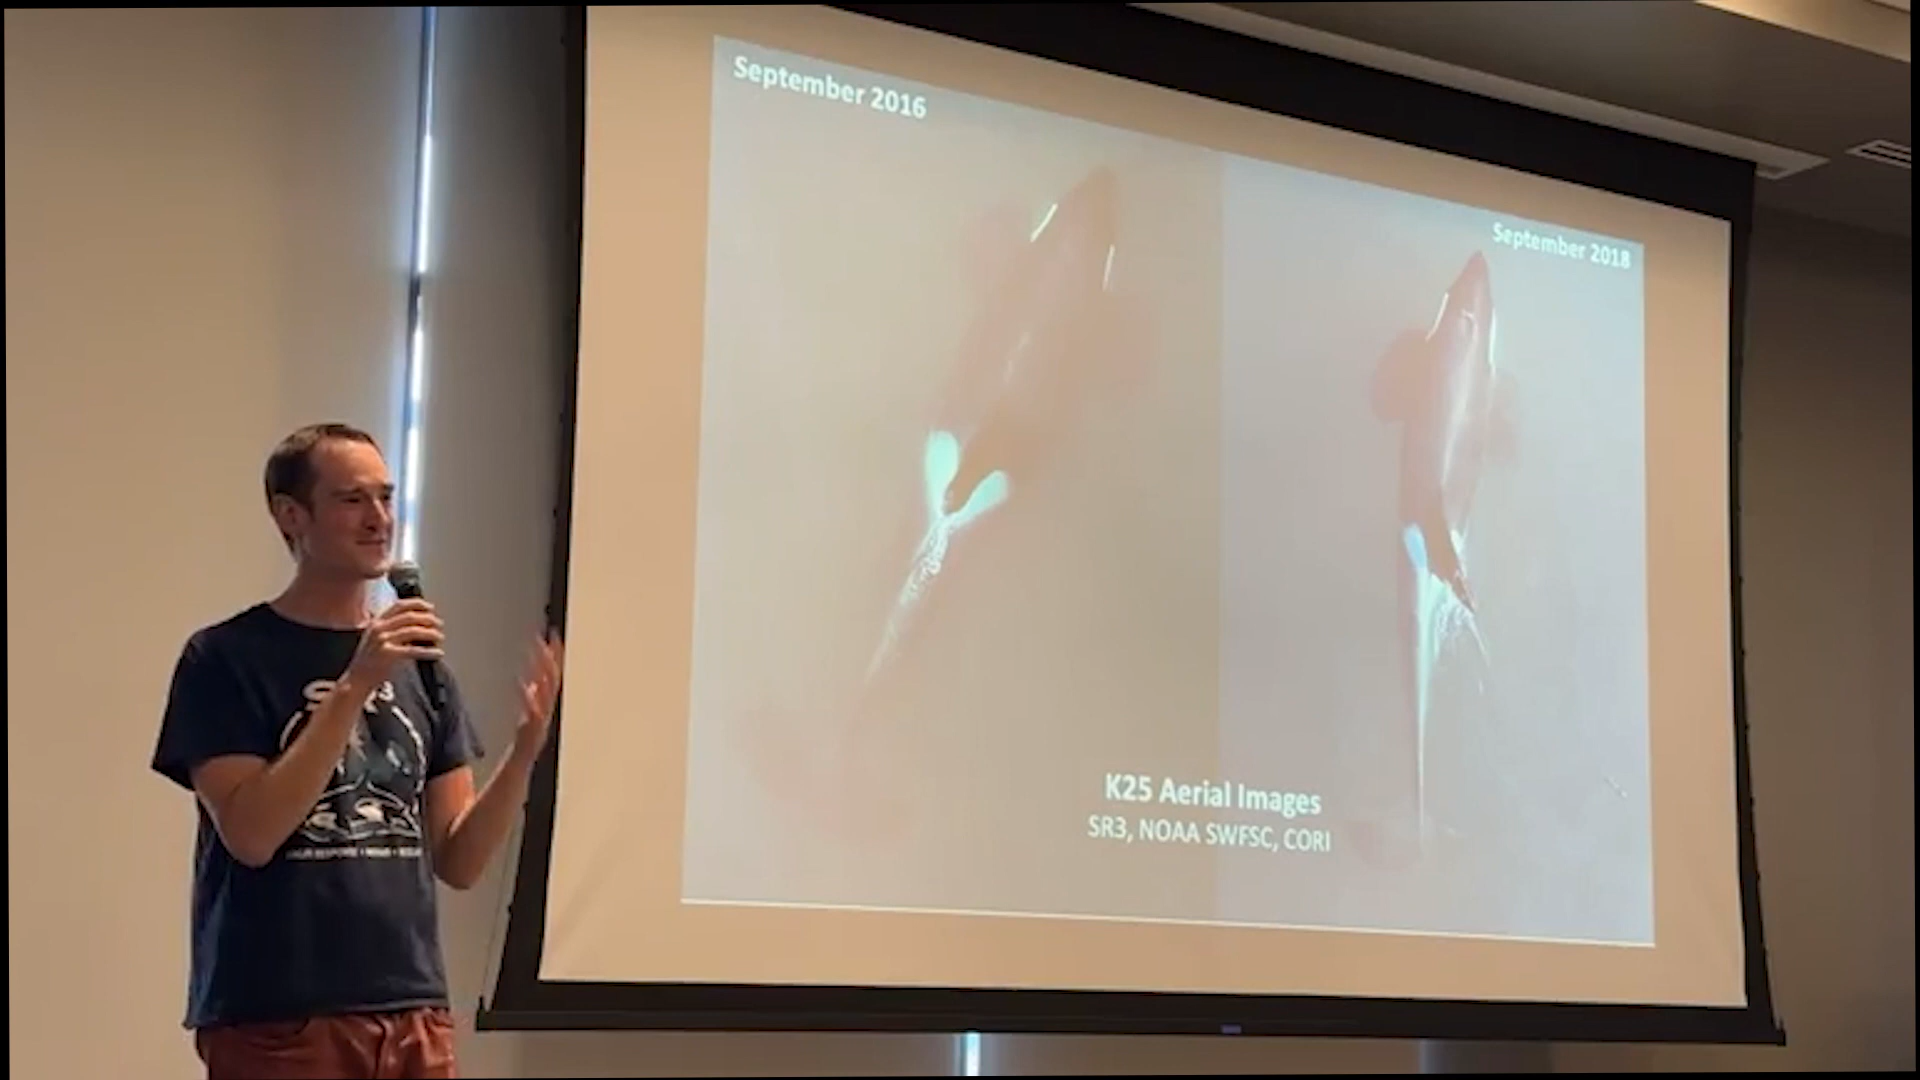 September 2016
September 2018
K25 Aerial Images
SR3, NOAA SWFSC, CORI